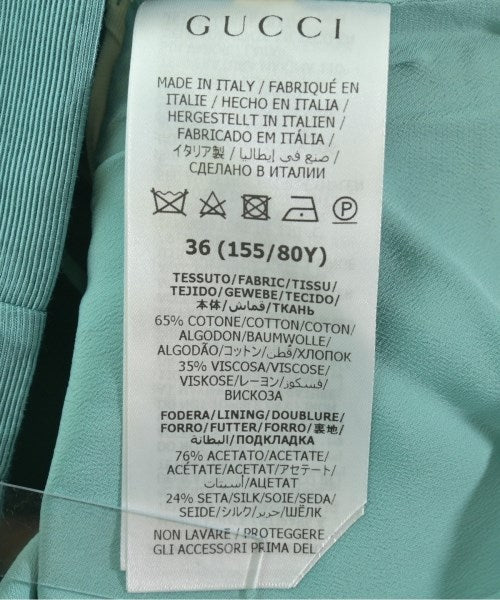 GUCCI
MADE IN ITALY / FABRIQUÉ EN
ITALIE / HECHO EN ITALIA /
HERGESTELLT IN ITALIEN /
FABRICADO EM ITÁLIA /
イタリア製 / صنع في إيطاليا /
СДЕЛАНО В ИТАЛИИ
P
36 (155/80Y)
TESSUTO/FABRIC/TISSU/
TEJIDO/GEWEBE/TECIDO/
本体/قماش/ТКАНЬ
65% COTONE/COTTON/COTON/
ALGODON/BAUMWOLLE/
ALGODÃO/コットン/قطن/ХЛОПОК
35% VISCOSA/VISCOSE/
VISKOSE/レーヨン/فسكوز/
ВИСКОЗА
FODERA/LINING/DOUBLURE/
FORRO/FUTTER/FORRO/裏地/
البطانة/ПОДКЛАДКА
76% ACETATO/ACETATE/
ACÉTATE/ACETAT/アセテート/
أسيتات/АЦЕТАТ
24% SETA/SILK/SOIE/SEDA/
SEIDE/シルク/حرير/ШЁЛК
NON LAVARE / PROTEGGERE
GLI ACCESSORI PRIMA DEL